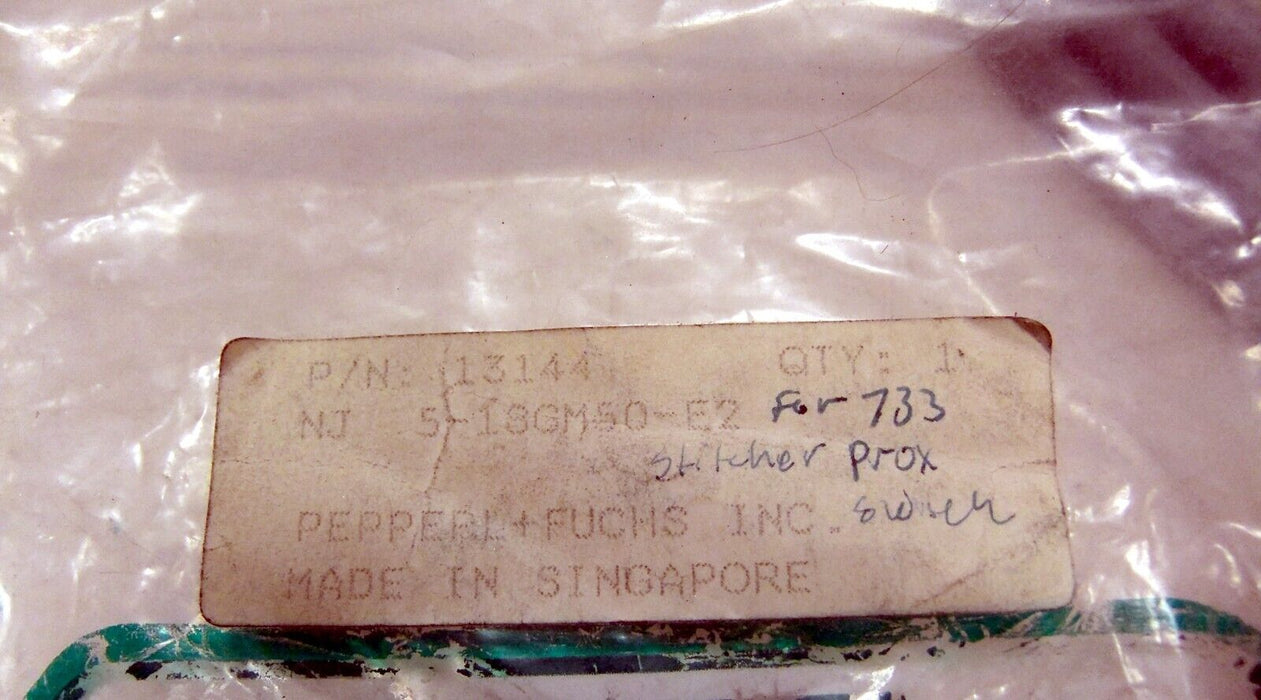 P/N: 13144 QTY: 1
NJ 5-18GM50-E2 For 733
stitcher prox
switch
PEPPERL+FUCHS INC.
MADE IN SINGAPORE